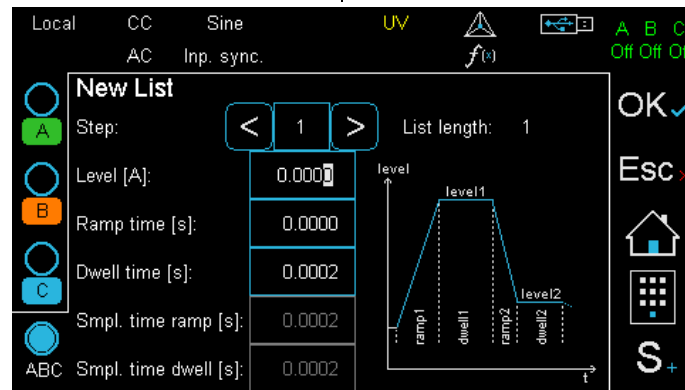 Local CC Sine UV A B C
AC Inp. sync. f(x) Off Off Of
New List
OK
A Step: < 1 > List length: 1
Level [A]: 0.0000 level
Esc
level1
B Ramp time [s]: 0.0000
Dwell time [s]: 0.0002
C level2
Smpl. time ramp [s]: 0.0002 ramp1 dwell1 ramp2 dwell2
ABC Smpl. time dwell [s]: 0.0002 t
S+